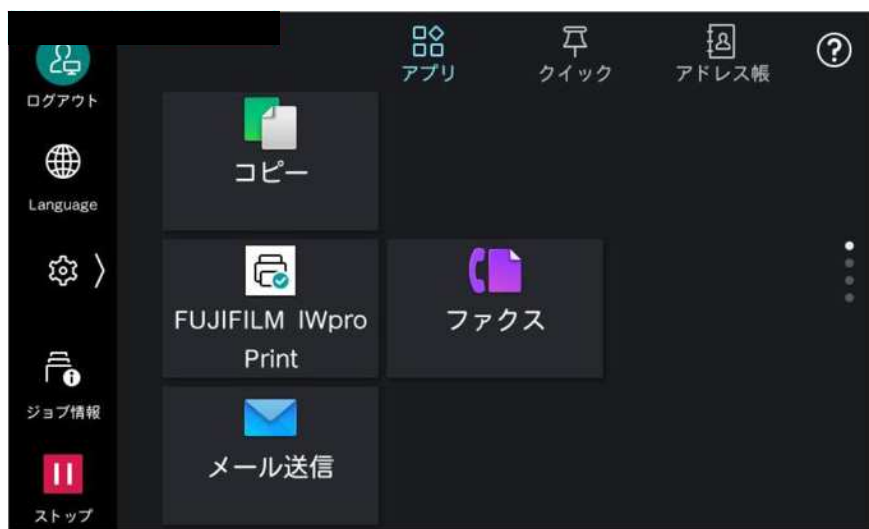 アプリ
クイック
アドレス帳
?
ログアウト
Language
ジョブ情報
ストップ
コピー
FUJIFILM IWpro
Print
ファクス
メール送信